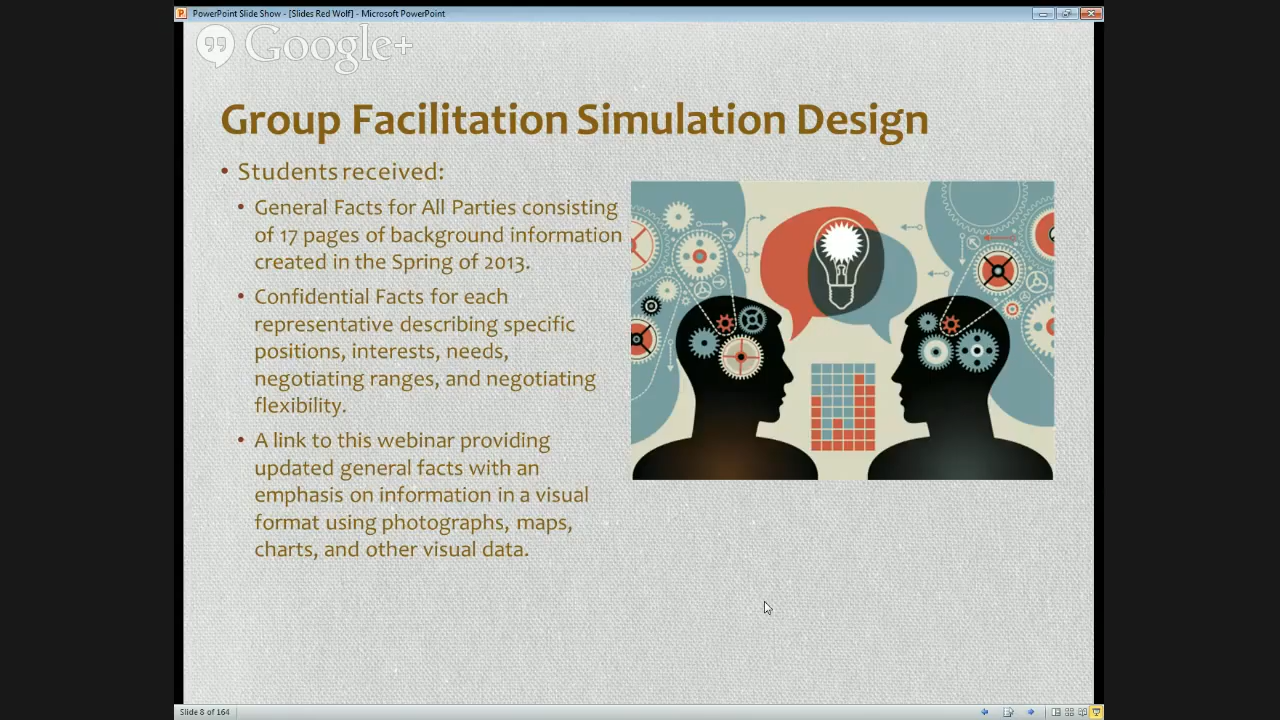 PowerPoint Slide Show - [Slides Red Wolf] - Microsoft PowerPoint
Google+
Group Facilitation Simulation Design
• Students received:
• General Facts for All Parties consisting
of 17 pages of background information
created in the Spring of 2013.
• Confidential Facts for each
representative describing specific
positions, interests, needs,
negotiating ranges, and negotiating
flexibility.
• A link to this webinar providing
updated general facts with an
emphasis on information in a visual
format using photographs, maps,
charts, and other visual data.
Slide 8 of 164